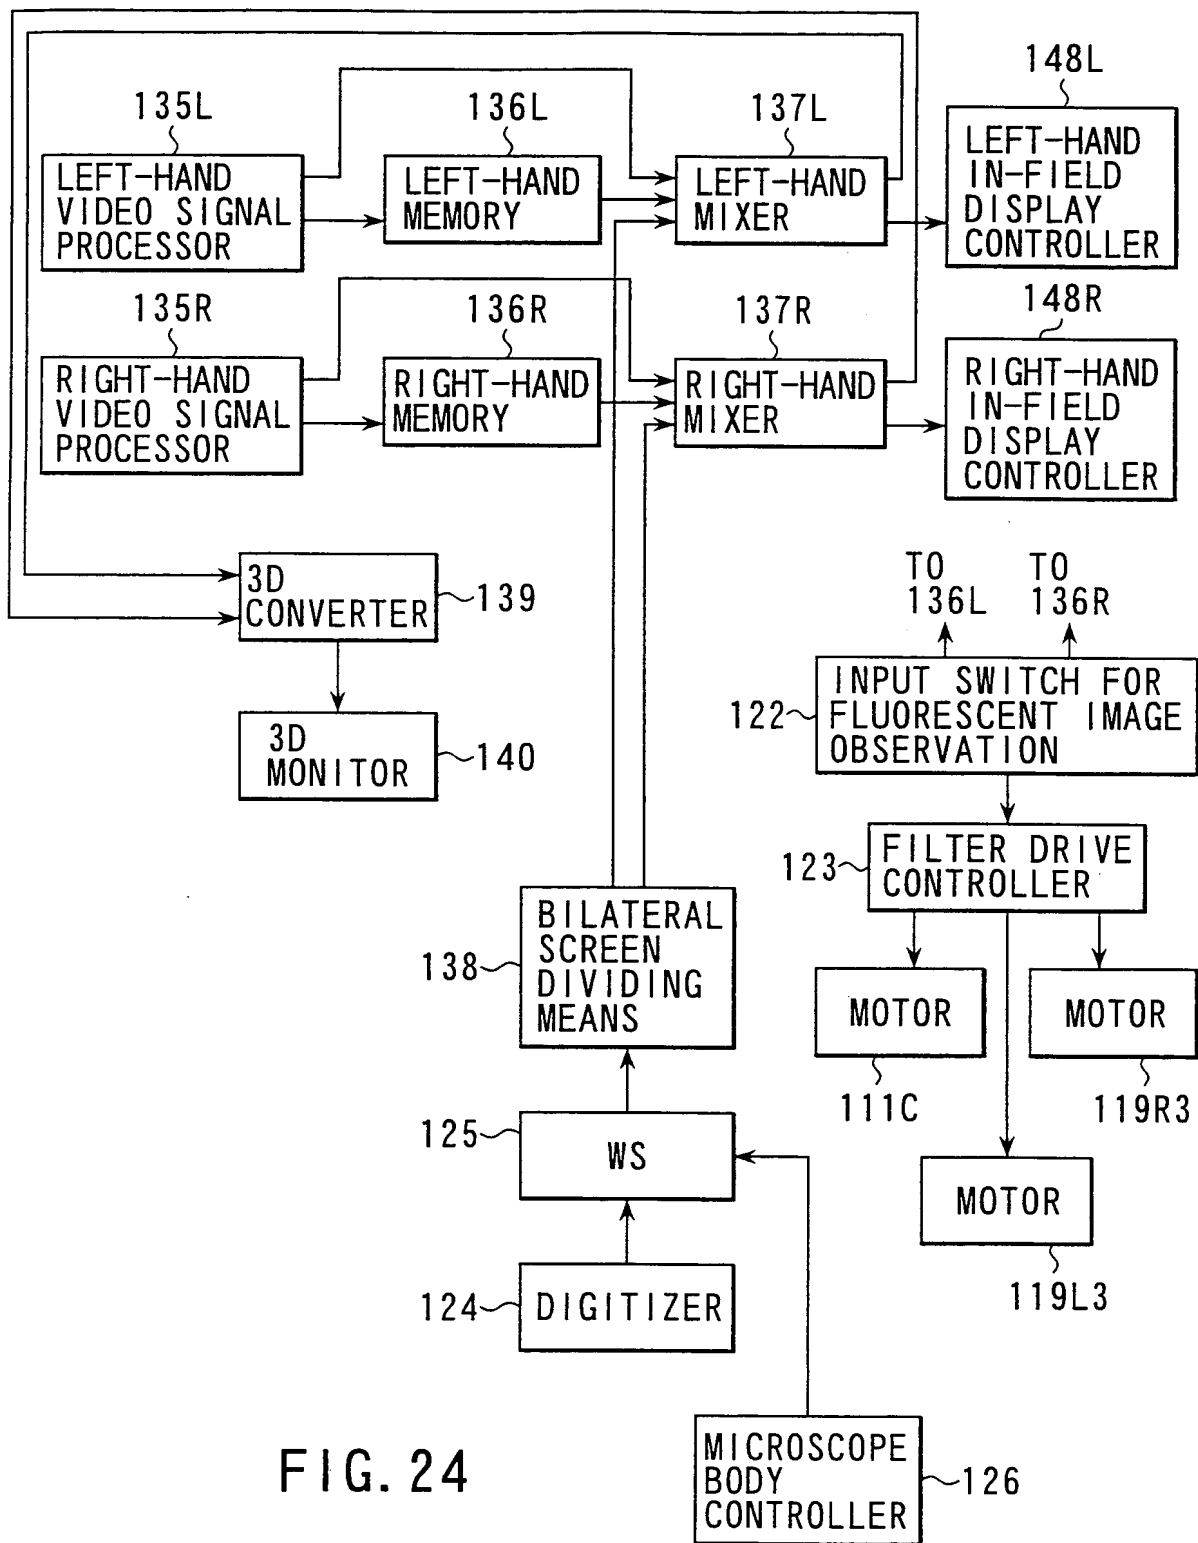 148L
135L
136L
137L
LEFT-HAND
VIDEO SIGNAL
PROCESSOR
LEFT-HAND
MEMORY
LEFT-HAND
MIXER
LEFT-HAND
IN-FIELD
DISPLAY
CONTROLLER
135R
136R
137R
148R
RIGHT-HAND
VIDEO SIGNAL
PROCESSOR
RIGHT-HAND
MEMORY
RIGHT-HAND
MIXER
RIGHT-HAND
IN-FIELD
DISPLAY
CONTROLLER
3D
CONVERTER
139
TO
136L
TO
136R
3D
MONITOR
140
122
INPUT SWITCH FOR
FLUORESCENT IMAGE
OBSERVATION
123
FILTER DRIVE
CONTROLLER
138
BILATERAL
SCREEN
DIVIDING
MEANS
MOTOR
MOTOR
111C
119R3
125
WS
MOTOR
119L3
124
DIGITIZER
MICROSCOPE
BODY
CONTROLLER
126
FIG. 24